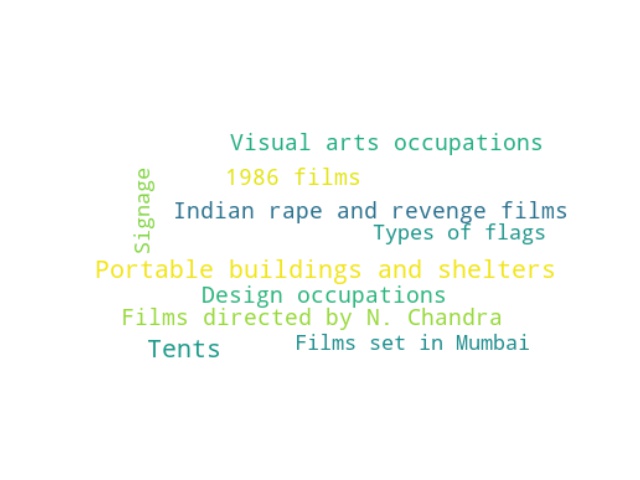 Visual arts occupations
1986 films
Signage
Indian rape and revenge films
Types of flags
Portable buildings and shelters
Design occupations
Films directed by N. Chandra
Films set in Mumbai
Tents